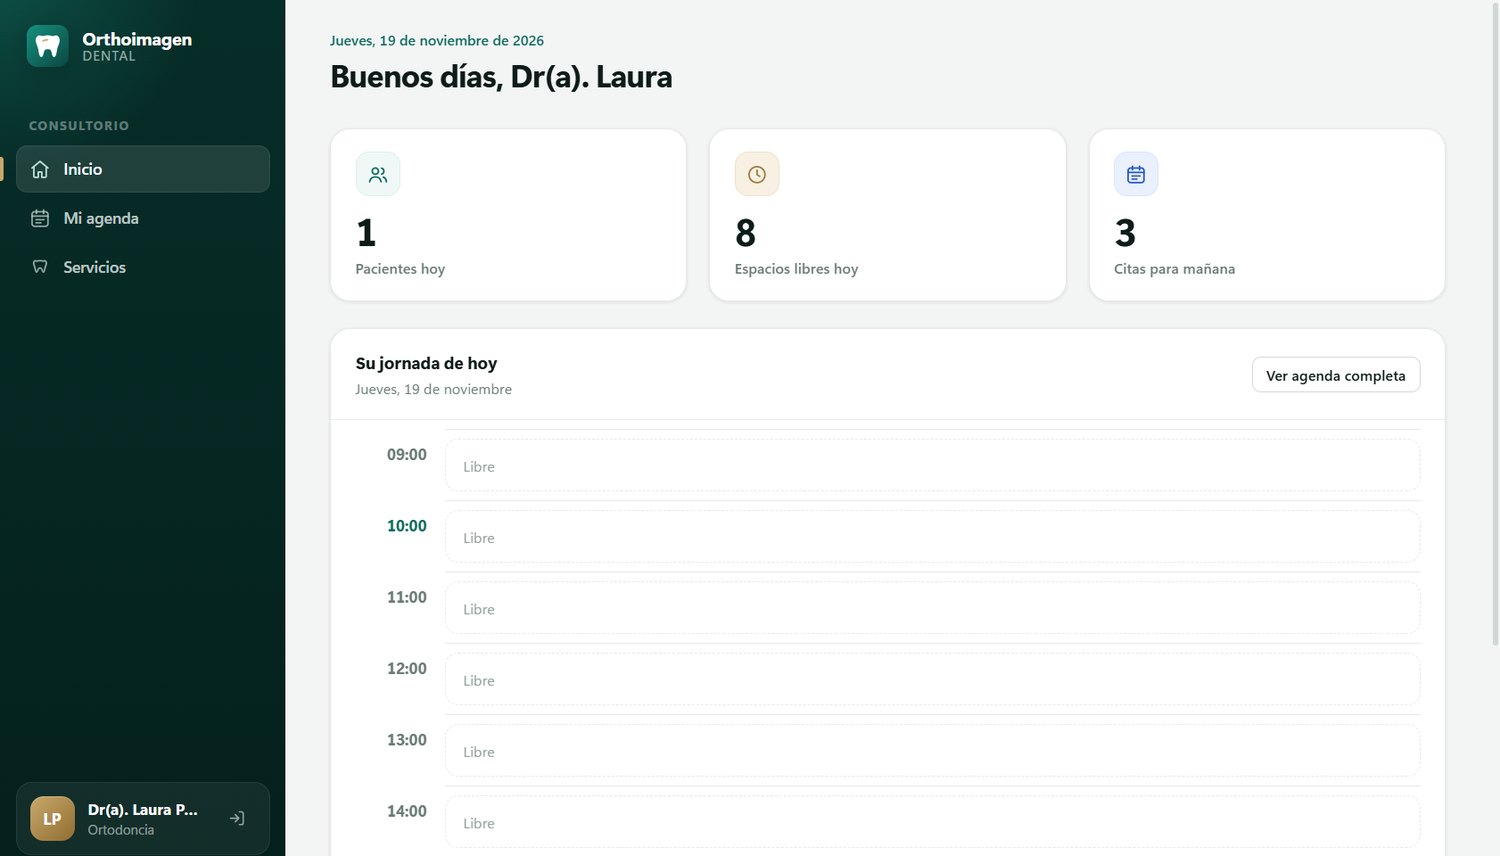 Orthoimagen
DENTAL
CONSULTORIO
Inicio
Mi agenda
Servicios
Dr(a). Laura P...
LP
Ortodoncia
Jueves, 19 de noviembre de 2026
Buenos días, Dr(a). Laura
1
Pacientes hoy
8
Espacios libres hoy
3
Citas para mañana
Su jornada de hoy
Jueves, 19 de noviembre
Ver agenda completa
09:00
Libre
10:00
Libre
11:00
Libre
12:00
Libre
13:00
Libre
14:00
Libre